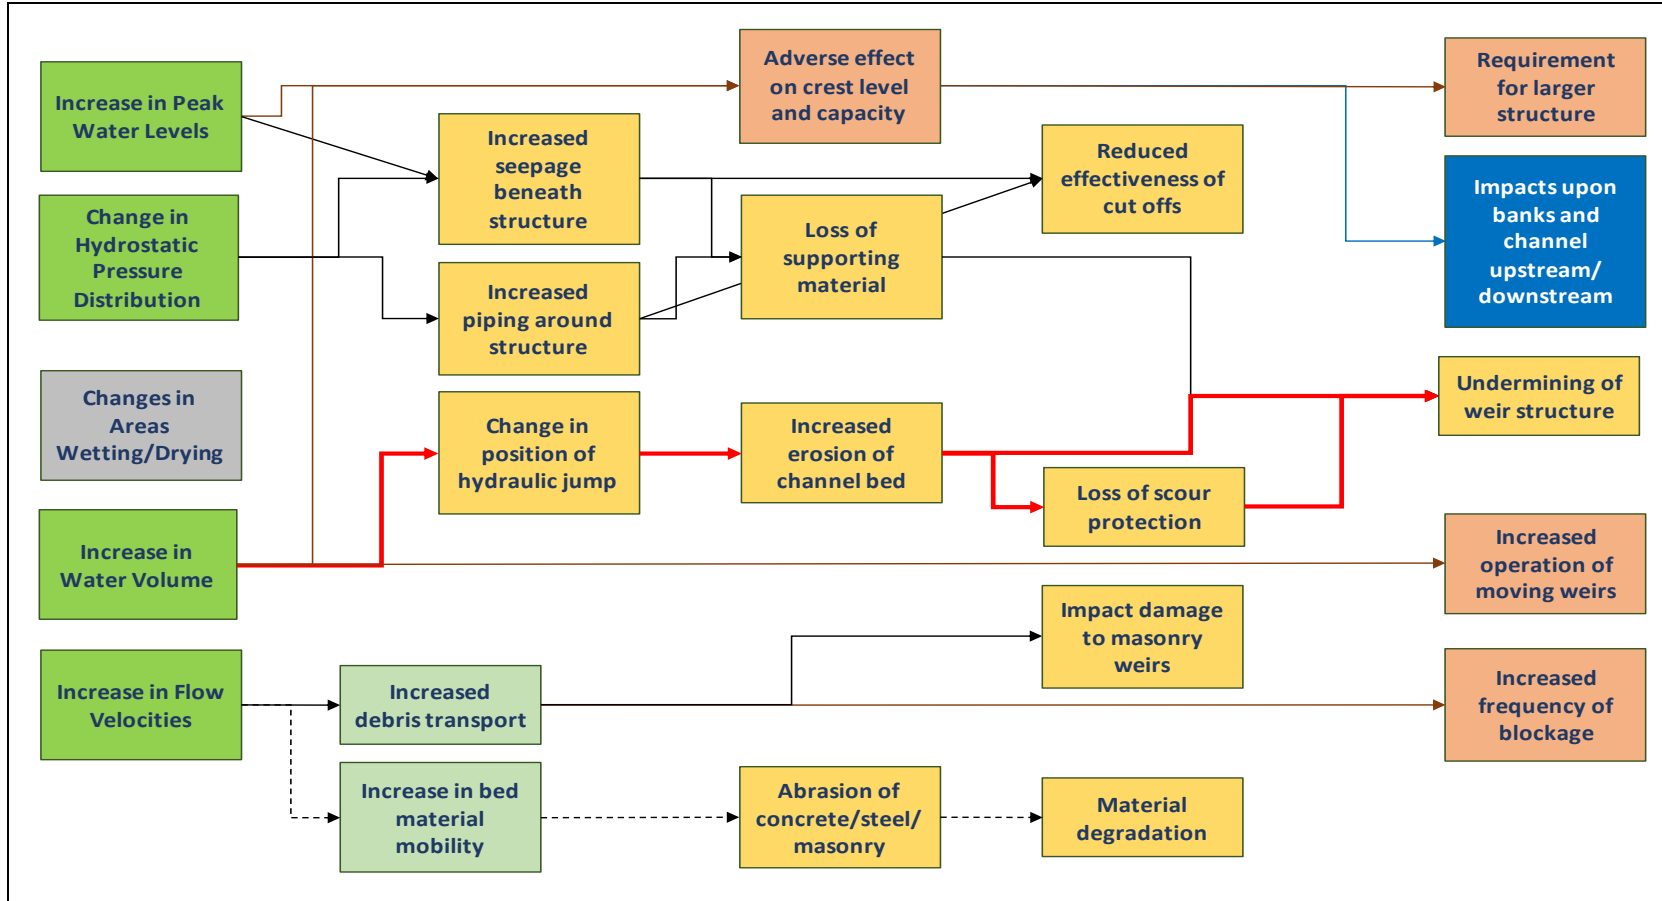 Increase in Peak
Water Levels
Change in
Hydrostatic
Pressure
Distribution
Changes in
Areas
Wetting/Drying
Increase in
Water Volume
Increase in Flow
Velocities
Increased
debris transport
Increase in bed
material
mobility
Increased
seepage
beneath
structure
Increased
piping around
structure
Change in
position of
hydraulic jump
Adverse effect
on crest level
and capacity
Loss of
supporting
material
Increased
erosion of
channel bed
Abrasion of
concrete/steel/
masonry
Reduced
effectiveness of
cut offs
Loss of scour
protection
Impact damage
to masonry
weirs
Material
degradation
Requirement
for larger
structure
Impacts upon
banks and
channel
upstream/
downstream
Undermining of
weir structure
Increased
operation of
moving weirs
Increased
frequency of
blockage